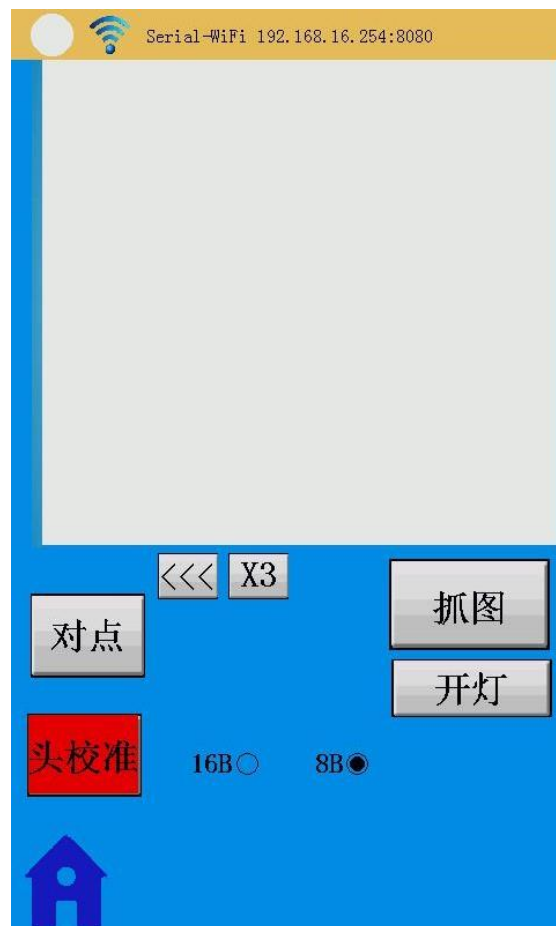 Serial-WiFi 192.168.16.254:8080
<<< X3
抓图
对点
开灯
头校准
16B 8B